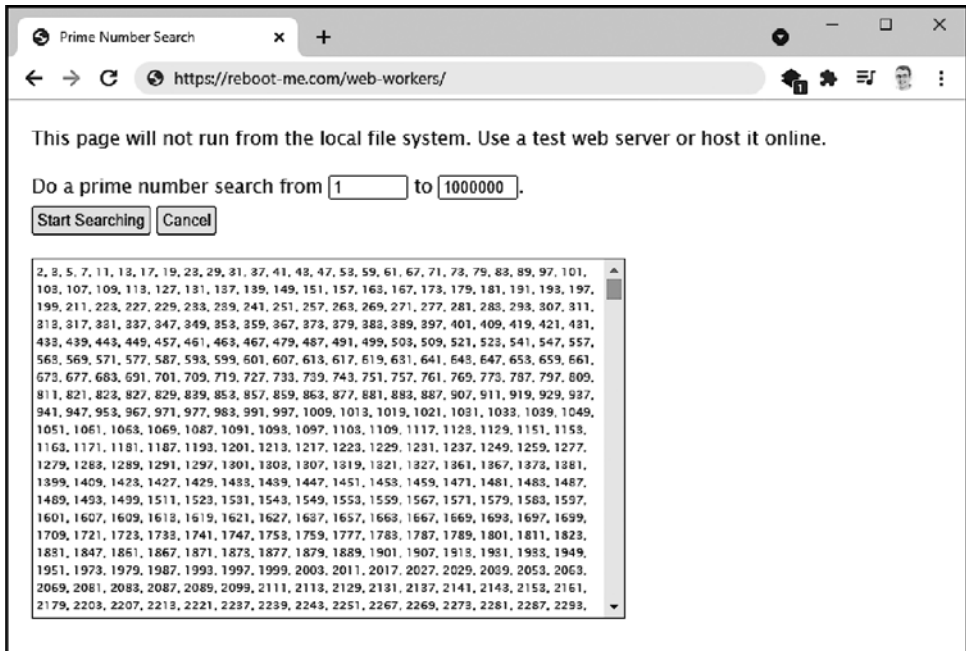 Prime Number Search
https://reboot-me.com/web-workers/
1
This page will not run from the local file system. Use a test web server or host it online.
Do a prime number search from 1 to 1000000.
Start Searching Cancel
2, 3, 5, 7, 11, 13, 17, 19, 23, 29, 31, 37, 41, 43, 47, 53, 59, 61, 67, 71, 73, 79, 83, 89, 97, 101,
103, 107, 109, 113, 127, 131, 137, 139, 149, 151, 157, 163, 167, 173, 179, 181, 191, 193, 197,
199, 211, 223, 227, 229, 233, 239, 241, 251, 257, 263, 269, 271, 277, 281, 283, 293, 307, 311,
313, 317, 331, 337, 347, 349, 353, 359, 367, 373, 379, 383, 389, 397, 401, 409, 419, 421, 431,
433, 439, 443, 449, 457, 461, 463, 467, 479, 487, 491, 499, 503, 509, 521, 523, 541, 547, 557,
563, 569, 571, 577, 587, 593, 599, 601, 607, 613, 617, 619, 631, 641, 643, 647, 653, 659, 661,
673, 677, 683, 691, 701, 709, 719, 727, 733, 739, 743, 751, 757, 761, 769, 773, 787, 797, 809,
811, 821, 823, 827, 829, 839, 853, 857, 859, 863, 877, 881, 883, 887, 907, 911, 919, 929, 937,
941, 947, 953, 967, 971, 977, 983, 991, 997, 1009, 1013, 1019, 1021, 1031, 1033, 1039, 1049,
1051, 1061, 1063, 1069, 1087, 1091, 1093, 1097, 1103, 1109, 1117, 1123, 1129, 1151, 1153,
1163, 1171, 1181, 1187, 1193, 1201, 1213, 1217, 1223, 1229, 1231, 1237, 1249, 1259, 1277,
1279, 1283, 1289, 1291, 1297, 1301, 1303, 1307, 1319, 1321, 1327, 1361, 1367, 1373, 1381,
1399, 1409, 1423, 1427, 1429, 1433, 1439, 1447, 1451, 1453, 1459, 1471, 1481, 1483, 1487,
1489, 1493, 1499, 1511, 1523, 1531, 1543, 1549, 1553, 1559, 1567, 1571, 1579, 1583, 1597,
1601, 1607, 1609, 1613, 1619, 1621, 1627, 1637, 1657, 1663, 1667, 1669, 1693, 1697, 1699,
1709, 1721, 1723, 1733, 1741, 1747, 1753, 1759, 1777, 1783, 1787, 1789, 1801, 1811, 1823,
1831, 1847, 1861, 1867, 1871, 1873, 1877, 1879, 1889, 1901, 1907, 1913, 1931, 1933, 1949,
1951, 1973, 1979, 1987, 1993, 1997, 1999, 2003, 2011, 2017, 2027, 2029, 2039, 2053, 2063,
2069, 2081, 2083, 2087, 2089, 2099, 2111, 2113, 2129, 2131, 2137, 2141, 2143, 2153, 2161,
2179, 2203, 2207, 2213, 2221, 2237, 2239, 2243, 2251, 2267, 2269, 2273, 2281, 2287, 2293,